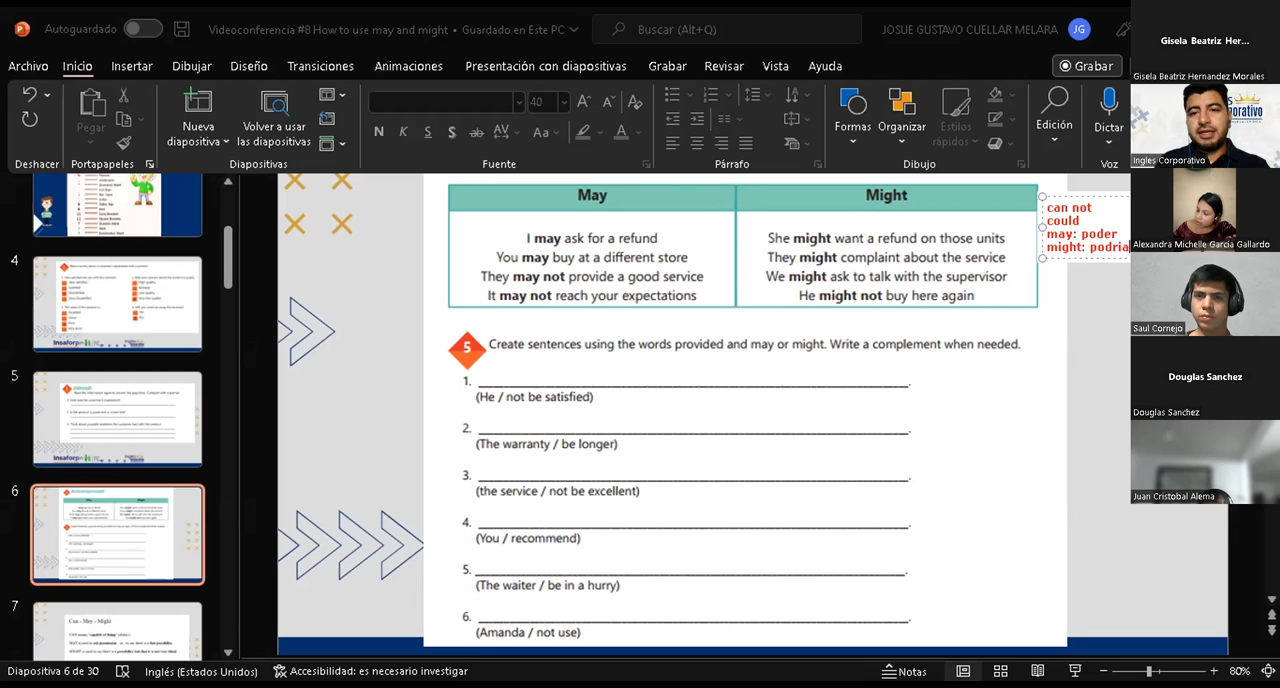 Autoguardado
Videoconferencia #8 How to use may and might • Guardado en Este PC
Buscar (Alt+Q)
JOSUE GUSTAVO CUELLAR MELARA
JG
Archivo Inicio Insertar Dibujar Diseño Transiciones Animaciones Presentación con diapositivas Grabar Revisar Vista Ayuda
Grabar
Pegar
Nueva diapositiva
Volver a usar las diapositivas
40
N K S S ab AV Aa A
Formas
Organizar
Estilos rápidos
Edición
Dictar
Deshacer Portapapeles Diapositivas Fuente Párrafo Dibujo Voz
4
5
6
7
Can - May - Might
May Might
I may ask for a refund
You may buy at a different store
They may not provide a good service
It may not reach your expectations
She might want a refund on those units
They might complaint about the service
We might ask to talk with the supervisor
He might not buy here again
can not
could
may: poder
might: podria
5 Create sentences using the words provided and may or might. Write a complement when needed.
1.
(He / not be satisfied)
2.
(The warranty / be longer)
3.
(the service / not be excellent)
4.
(You / recommend)
5.
(The waiter / be in a hurry)
6.
(Amanda / not use)
Gisela Beatriz Her...
Gisela Beatriz Hernandez Morales
Ingles Corporativo
Alexandra Michelle García Gallardo
Saul Cornejo
Douglas Sanchez
Douglas Sanchez
Juan Cristobal Alema
Diapositiva 6 de 30
Inglés (Estados Unidos)
Accesibilidad: es necesario investigar
Notas
80%